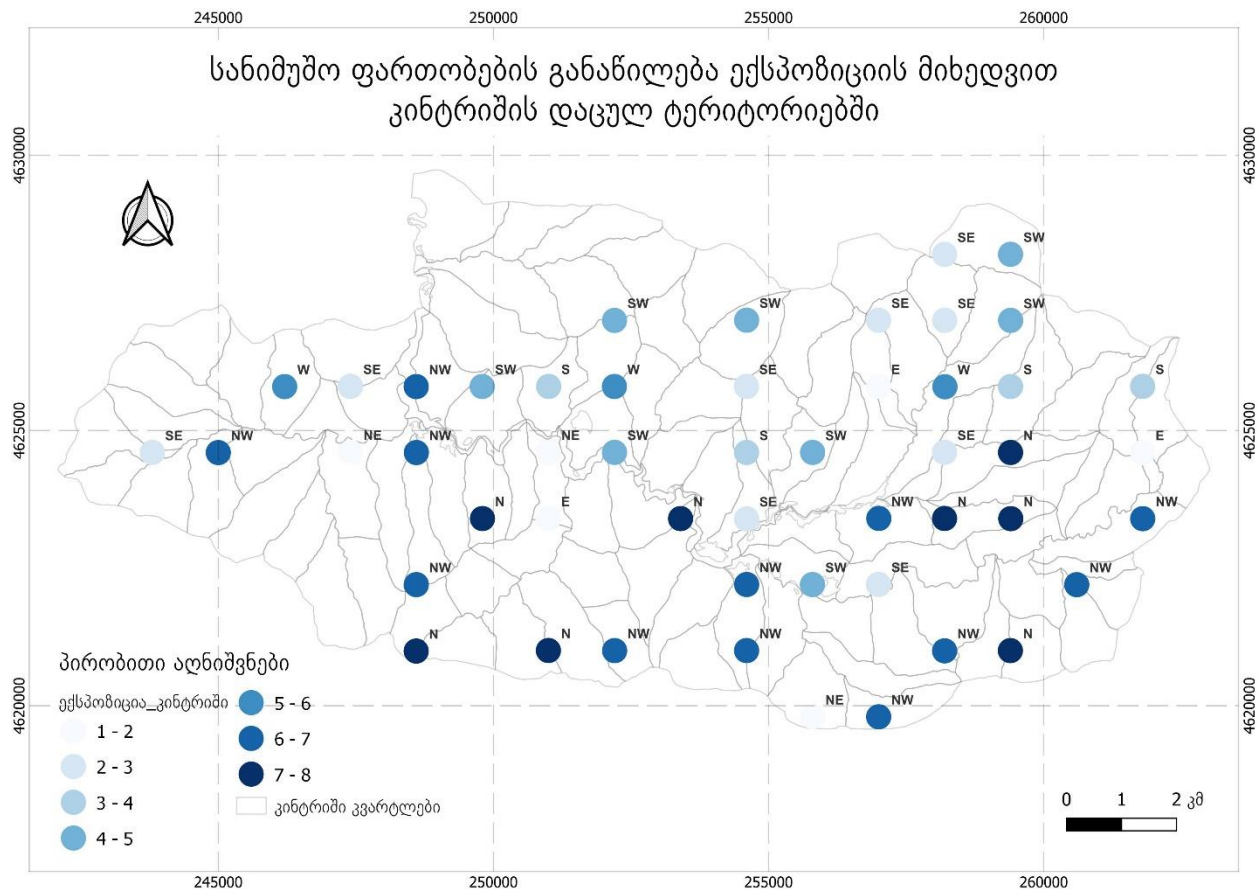 245000 250000 255000 260000
სანიმუშო ფართობების განაწილება ექსპოზიციის მიხედვით
კინტრიშის დაცულ ტერიტორიებში
4630000 4630000
SE SW
SW SW SE SE SW
W SE NW SW S W SE E W S S
4625000 4625000
SE NW NE NW NE SW S SW SE N E
N E N SE NW N N NW
NW NW SW SE NW
N N NW NW NW N
4620000 4620000
NE NW
პირობითი აღნიშვნები
ექსპოზიცია_კინტრიში
1 - 2
2 - 3
3 - 4
4 - 5
5 - 6
6 - 7
7 - 8
კინტრიში კვარტლები
0 1 2 კმ
245000 250000 255000 260000